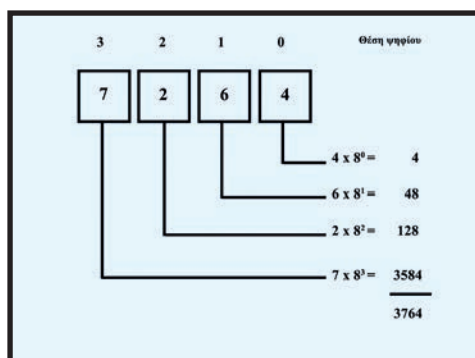 3 2 1 0 Θέση ψηφίου
7 2 6 4
4 x 8⁰ = 4
6 x 8¹ = 48
2 x 8² = 128
7 x 8³ = 3584
3764